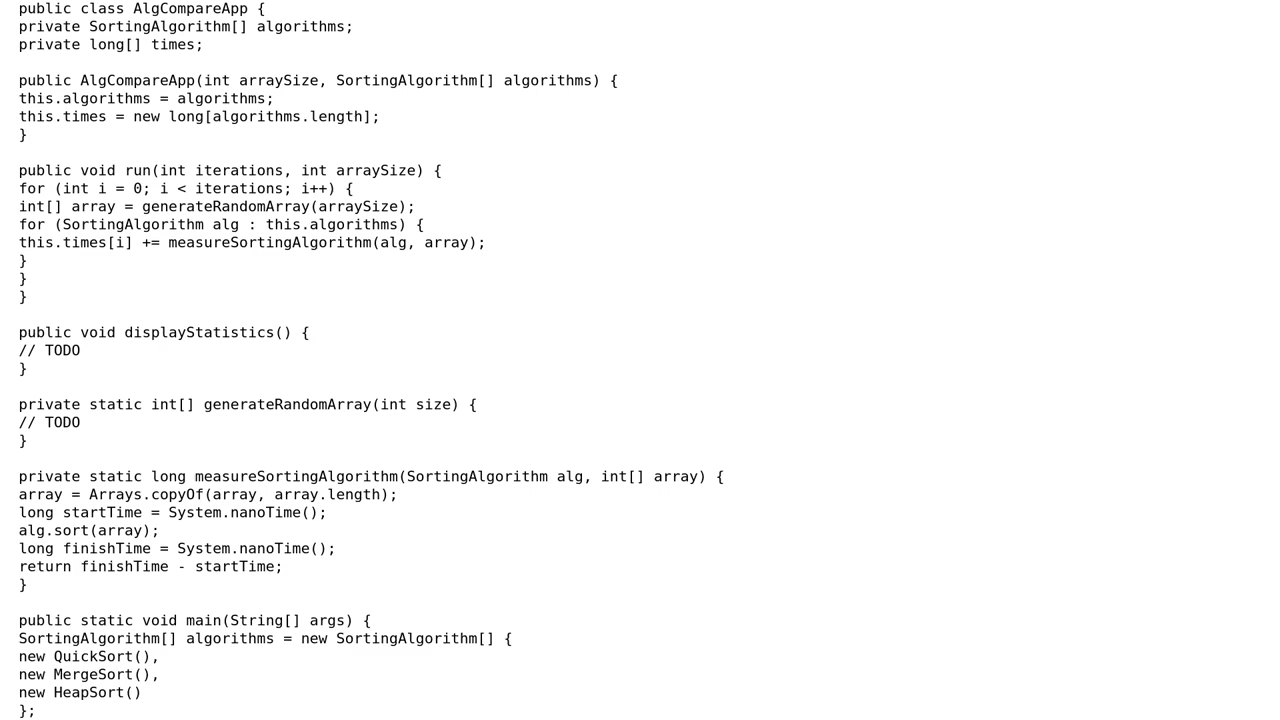 public class AlgCompareApp {
private SortingAlgorithm[] algorithms;
private long[] times;
public AlgCompareApp(int arraySize, SortingAlgorithm[] algorithms) {
this.algorithms = algorithms;
this.times = new long[algorithms.length];
}
public void run(int iterations, int arraySize) {
for (int i = 0; i < iterations; i++) {
int[] array = generateRandomArray(arraySize);
for (SortingAlgorithm alg : this.algorithms) {
this.times[i] += measureSortingAlgorithm(alg, array);
}
}
}
public void displayStatistics() {
// TODO
}
private static int[] generateRandomArray(int size) {
// TODO
}
private static long measureSortingAlgorithm(SortingAlgorithm alg, int[] array) {
array = Arrays.copyOf(array, array.length);
long startTime = System.nanoTime();
alg.sort(array);
long finishTime = System.nanoTime();
return finishTime - startTime;
}
public static void main(String[] args) {
SortingAlgorithm[] algorithms = new SortingAlgorithm[] {
new QuickSort(),
new MergeSort(),
new HeapSort()
};